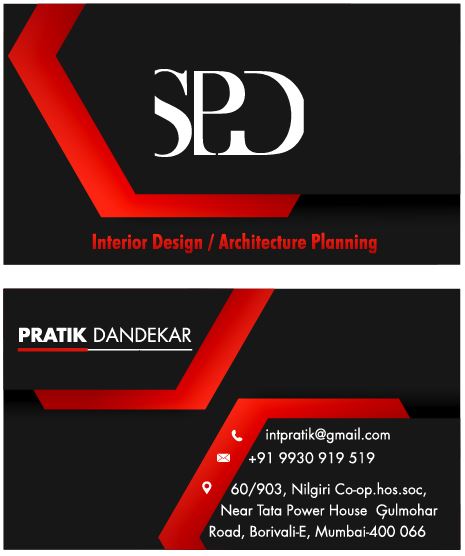 SPD
Interior Design / Architecture Planning
PRATIK DANDEKAR
intpratik@gmail.com
+91 9930 919 519
60/903, Nilgiri Co-op.hos.soc,
Near Tata Power House Gulmohar
Road, Borivali-E, Mumbai-400 066